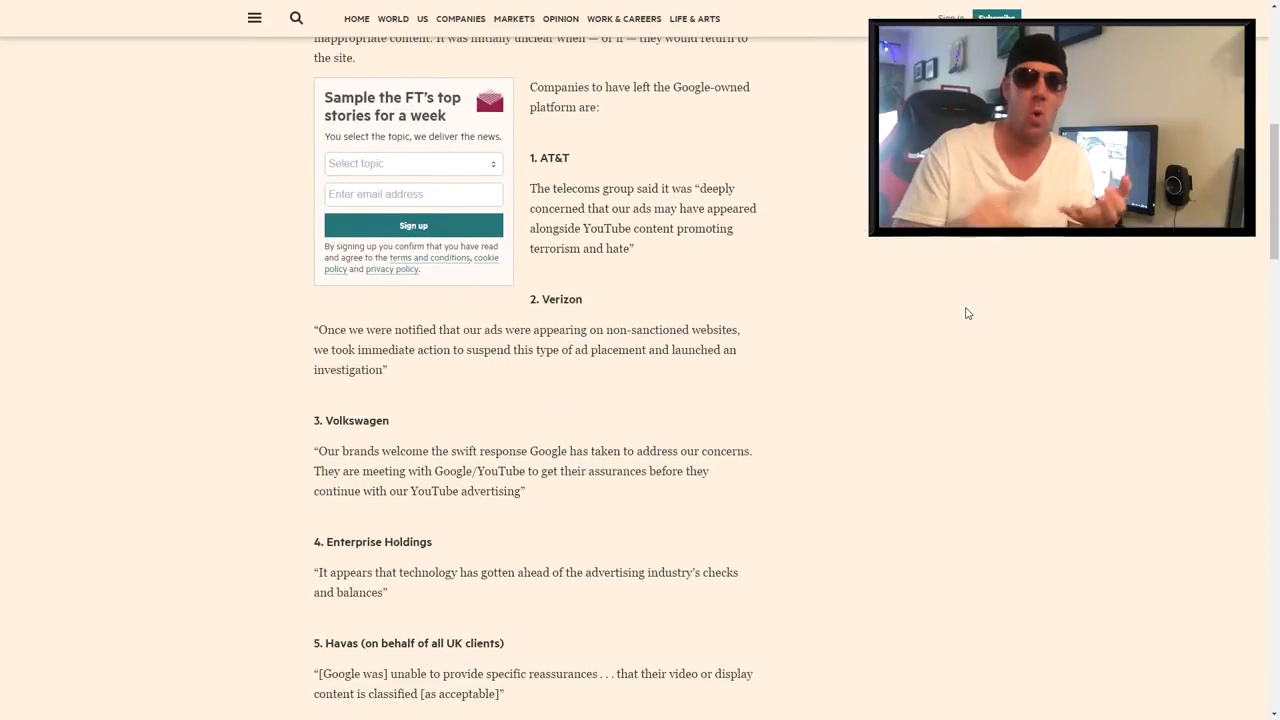 HOME WORLD US COMPANIES MARKETS OPINION WORK & CAREERS LIFE & ARTS
Sign In Subscribe
inappropriate content. It was initially unclear when — or if — they would return to
the site.
Sample the FT’s top
stories for a week
You select the topic, we deliver the news.
Select topic
Enter email address
Sign up
By signing up you confirm that you have read
and agree to the terms and conditions, cookie
policy and privacy policy.
Companies to have left the Google-owned
platform are:
1. AT&T
The telecoms group said it was “deeply
concerned that our ads may have appeared
alongside YouTube content promoting
terrorism and hate”
2. Verizon
“Once we were notified that our ads were appearing on non-sanctioned websites,
we took immediate action to suspend this type of ad placement and launched an
investigation”
3. Volkswagen
“Our brands welcome the swift response Google has taken to address our concerns.
They are meeting with Google/YouTube to get their assurances before they
continue with our YouTube advertising”
4. Enterprise Holdings
“It appears that technology has gotten ahead of the advertising industry’s checks
and balances”
5. Havas (on behalf of all UK clients)
“[Google was] unable to provide specific reassurances . . . that their video or display
content is classified [as acceptable]”